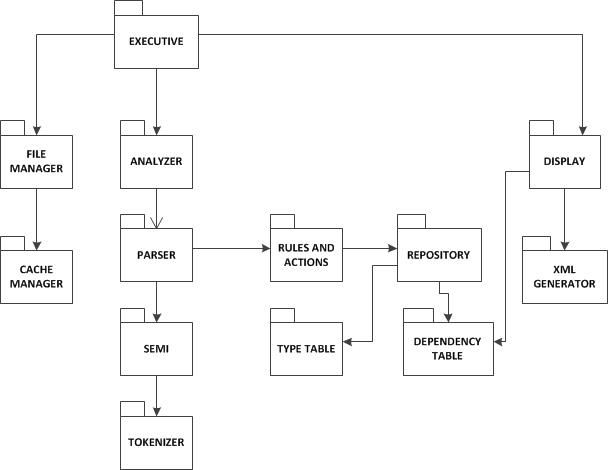 EXECUTIVE
FILE
MANAGER
ANALYZER
DISPLAY
CACHE
MANAGER
PARSER
RULES AND
ACTIONS
REPOSITORY
XML
GENERATOR
SEMI
TYPE TABLE
DEPENDENCY
TABLE
TOKENIZER